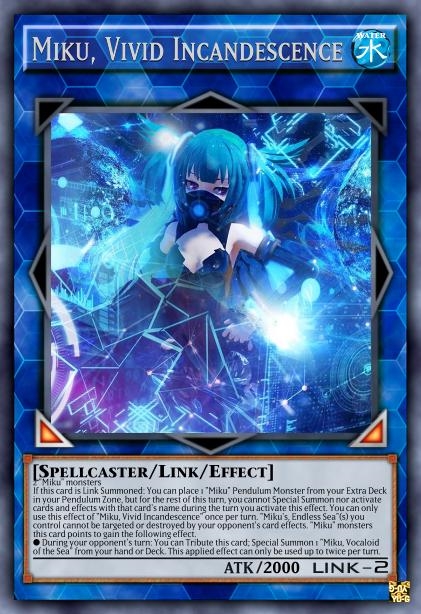 MIKU, VIVID INCANDESCENCE
WATER
水
[SPELLCASTER/LINK/EFFECT]
2 "Miku" monsters
If this card is Link Summoned: You can place 1 "Miku" Pendulum Monster from your Extra Deck
in your Pendulum Zone, but for the rest of this turn, you cannot Special Summon nor activate
cards and effects with that card's name during the turn you activate this effect. You can only
use this effect of "Miku, Vivid Incandescence" once per turn. "Miku's, Endless Sea"(s) you
control cannot be targeted or destroyed by your opponent's card effects. "Miku" monsters
this card points to gain the following effect.
● During your opponent's turn: You can Tribute this card; Special Summon 1 "Miku, Vocaloid
of the Sea" from your hand or Deck. This applied effect can only be used up to twice per turn.
ATK/2000 LINK-2